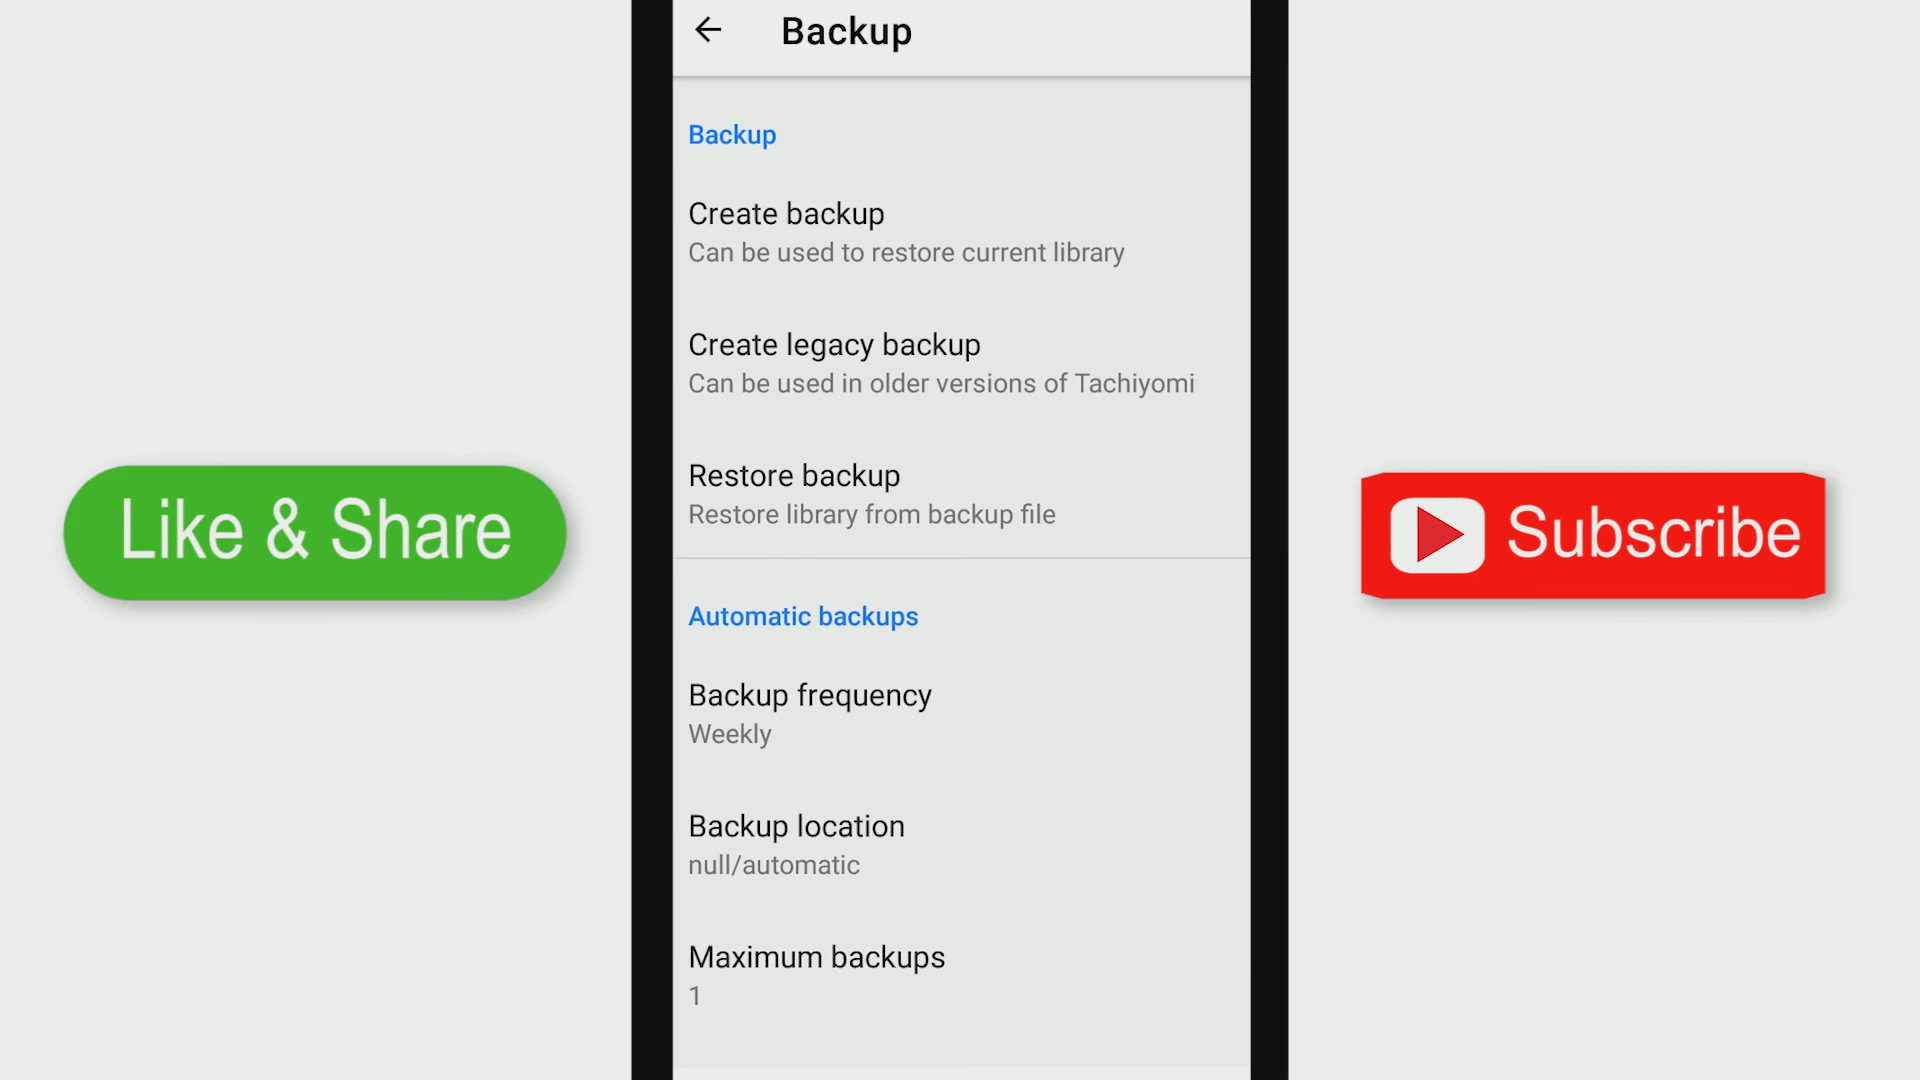 Backup
Backup
Create backup
Can be used to restore current library
Create legacy backup
Can be used in older versions of Tachiyomi
Restore backup
Restore library from backup file
Automatic backups
Backup frequency
Weekly
Backup location
null/automatic
Maximum backups
1
Like & Share
Subscribe